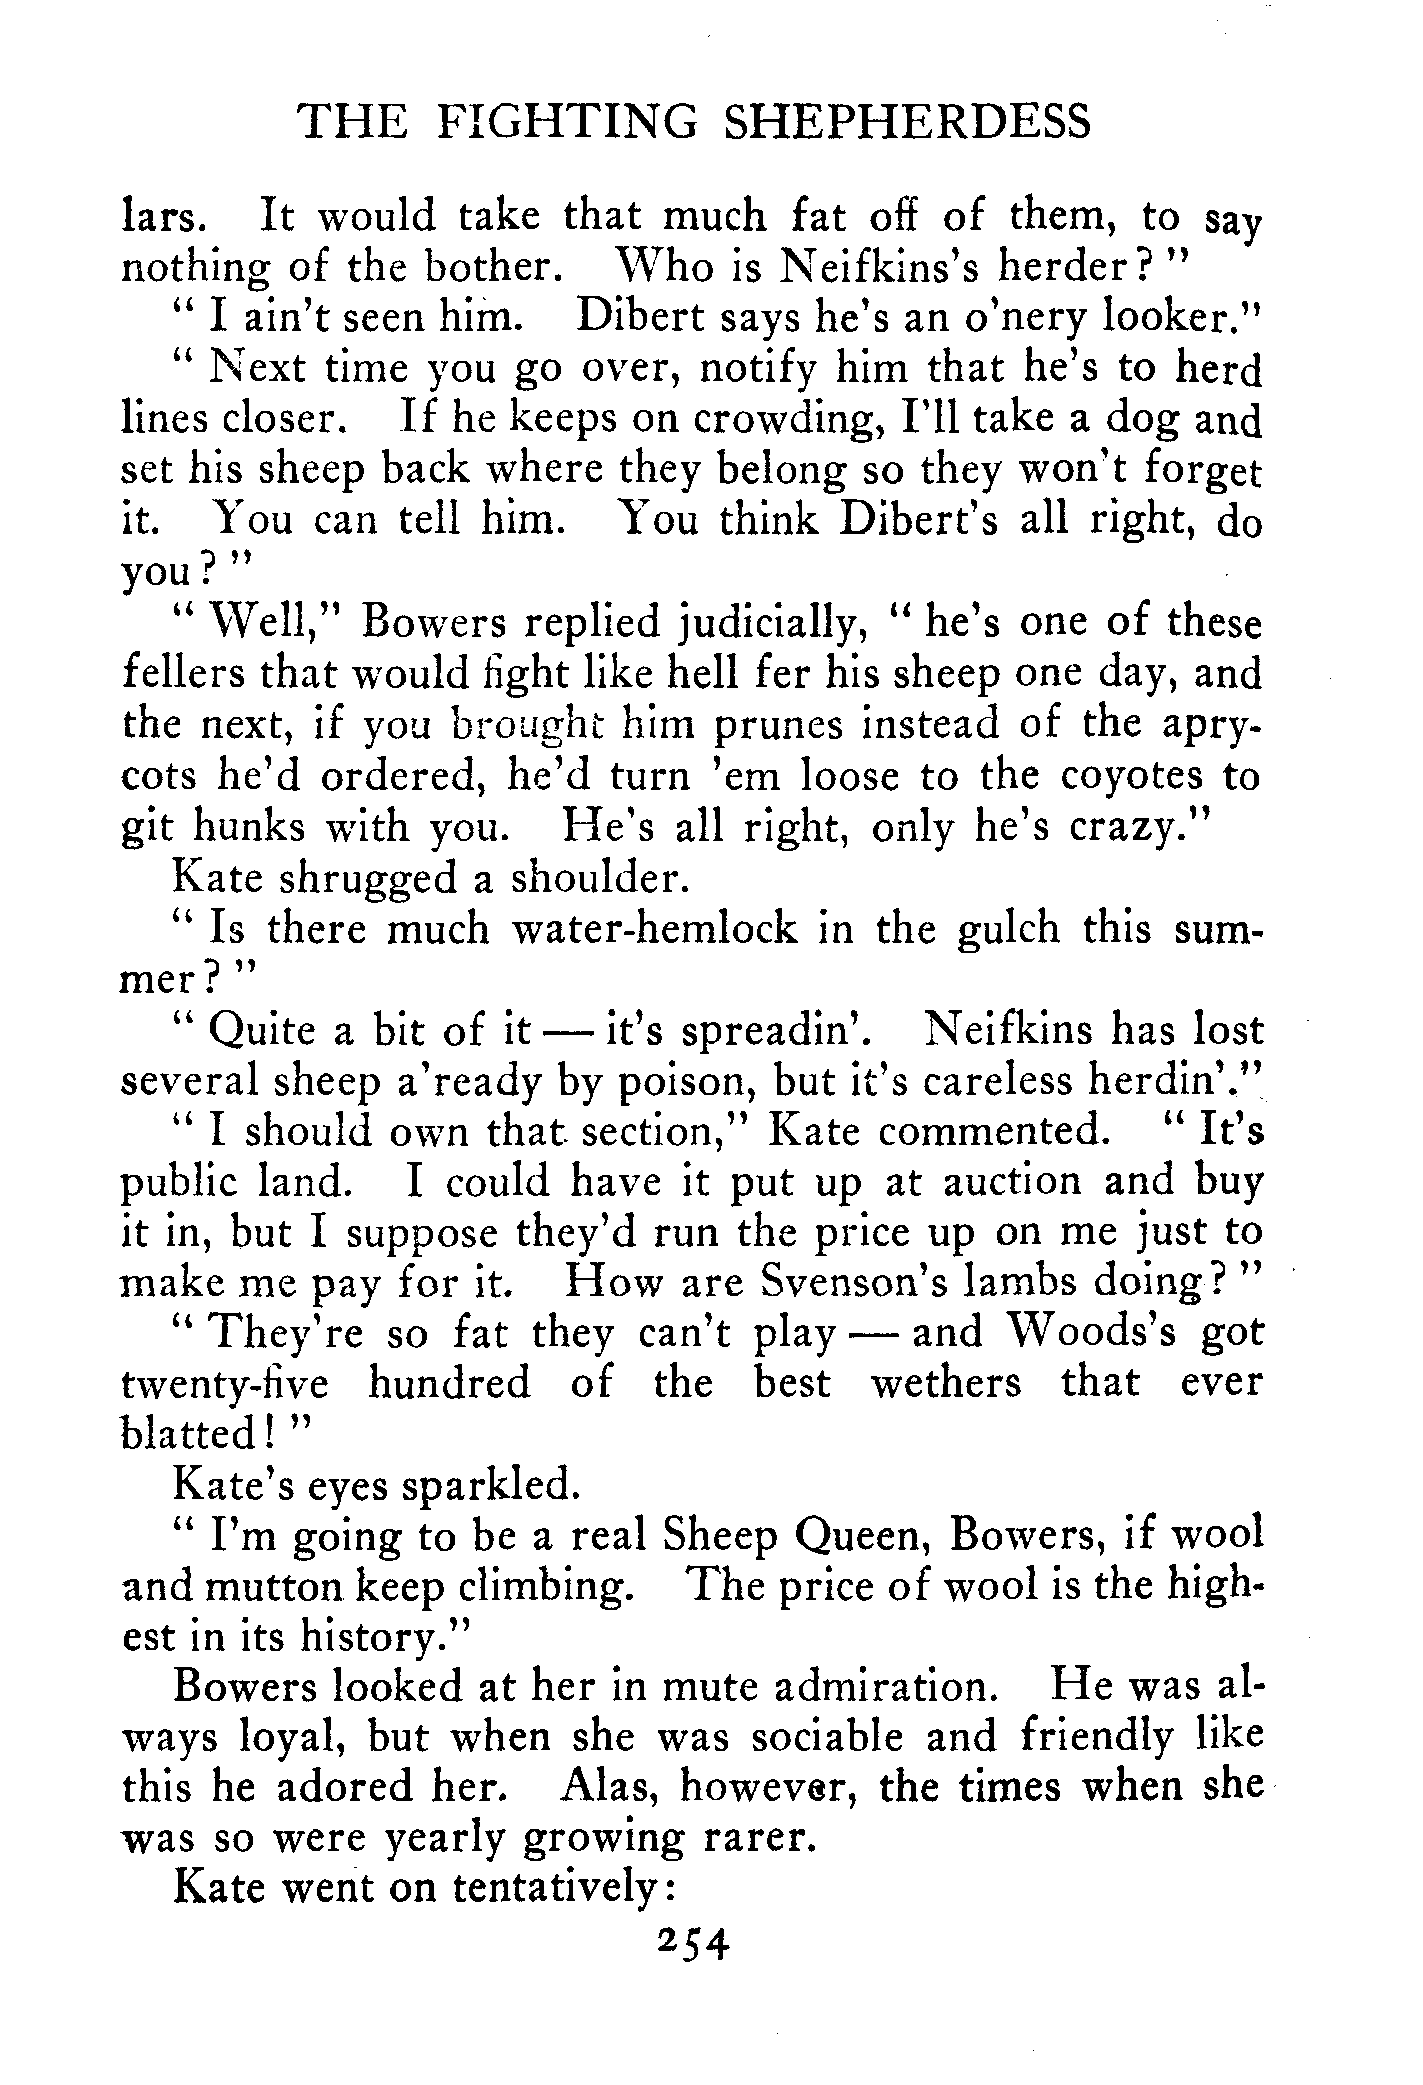 THE FIGHTING SHEPHERDESS
lars. It would take that much fat off of them, to say
nothing of the bother. Who is Neifkins's herder? "
" I ain't seen him. Dibert says he's an o'nery looker."
" Next time you go over, notify him that he's to herd
lines closer. If he keeps on crowding, I'll take a dog and
set his sheep back where they belong so they won't forget
it. You can tell him. You think Dibert's all right, do
you? "
" Well," Bowers replied judicially, " he's one of these
fellers that would fight like hell fer his sheep one day, and
the next, if you brought him prunes instead of the apry-
cots he'd ordered, he'd turn 'em loose to the coyotes to
git hunks with you. He's all right, only he's crazy."
Kate shrugged a shoulder.
" Is there much water-hemlock in the gulch this sum-
mer? "
" Quite a bit of it — it's spreadin'. Neifkins has lost
several sheep a'ready by poison, but it's careless herdin'."
" I should own that section," Kate commented. " It's
public land. I could have it put up at auction and buy
it in, but I suppose they'd run the price up on me just to
make me pay for it. How are Svenson's lambs doing? "
" They're so fat they can't play — and Woods's got
twenty-five hundred of the best wethers that ever
blatted! "
Kate's eyes sparkled.
" I'm going to be a real Sheep Queen, Bowers, if wool
and mutton keep climbing. The price of wool is the high-
est in its history."
Bowers looked at her in mute admiration. He was al-
ways loyal, but when she was sociable and friendly like
this he adored her. Alas, however, the times when she
was so were yearly growing rarer.
Kate went on tentatively:
254